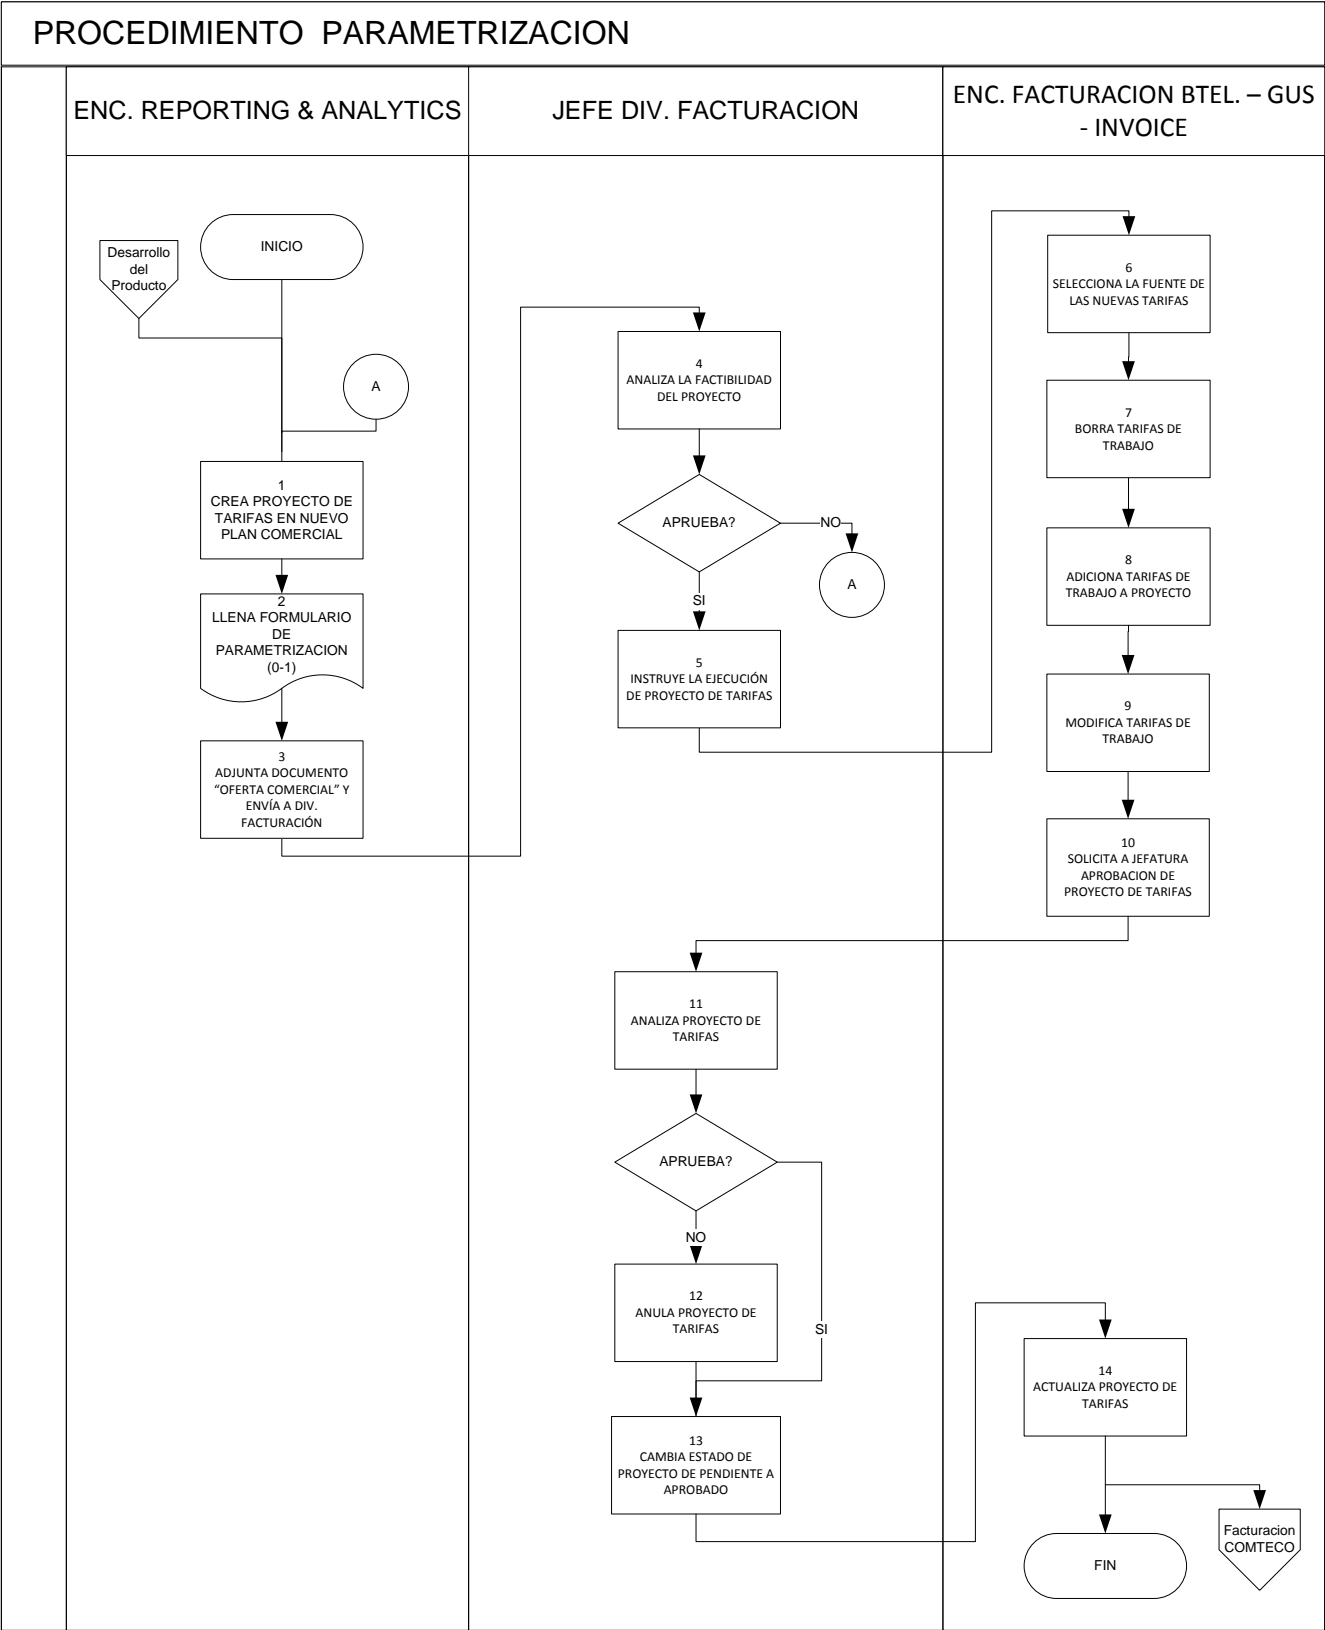 PROCEDIMIENTO PARAMETRIZACION
ENC. REPORTING & ANALYTICS
JEFE DIV. FACTURACION
ENC. FACTURACION BTEL. – GUS
- INVOICE
INICIO
Desarrollo
del
Producto
A
1
CREA PROYECTO DE
TARIFAS EN NUEVO
PLAN COMERCIAL
2
LLENA FORMULARIO
DE
PARAMETRIZACION
(0-1)
3
ADJUNTA DOCUMENTO
“OFERTA COMERCIAL” Y
ENVÍA A DIV.
FACTURACIÓN
4
ANALIZA LA FACTIBILIDAD
DEL PROYECTO
APRUEBA?
NO
A
SI
5
INSTRUYE LA EJECUCIÓN
DE PROYECTO DE TARIFAS
6
SELECCIONA LA FUENTE DE
LAS NUEVAS TARIFAS
7
BORRA TARIFAS DE
TRABAJO
8
ADICIONA TARIFAS DE
TRABAJO A PROYECTO
9
MODIFICA TARIFAS DE
TRABAJO
10
SOLICITA A JEFATURA
APROBACION DE
PROYECTO DE TARIFAS
11
ANALIZA PROYECTO DE
TARIFAS
APRUEBA?
NO
SI
12
ANULA PROYECTO DE
TARIFAS
13
CAMBIA ESTADO DE
PROYECTO DE PENDIENTE A
APROBADO
14
ACTUALIZA PROYECTO DE
TARIFAS
FIN
Facturacion
COMTECO